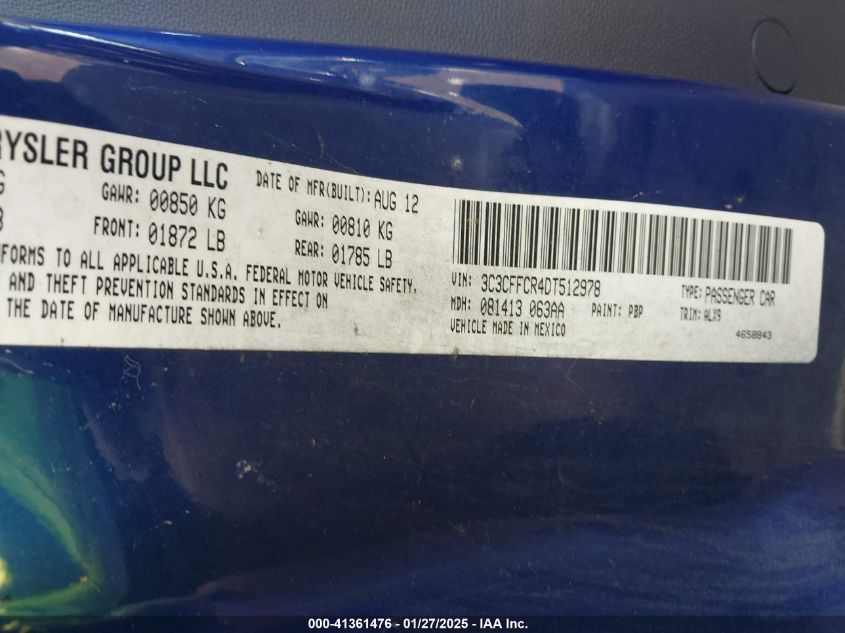 RYSLER GROUP LLC
DATE OF MFR(BUILT): AUG 12
GAWR: 00850 KG
GAWR: 00810 KG
FRONT: 01872 LB
REAR: 01785 LB
FORMS TO ALL APPLICABLE U.S.A. FEDERAL MOTOR VEHICLE SAFETY,
AND THEFT PREVENTION STANDARDS IN EFFECT ON
THE DATE OF MANUFACTURE SHOWN ABOVE.
VIN: 3C3CFFCR4DT512978
TYPE: PASSENGER CAR
MDH: 081413 063AA
PAINT: PBP
TRIM: ALX9
VEHICLE MADE IN MEXICO
4658843
000-41361476 — 01/27/2025 — IAA Inc.